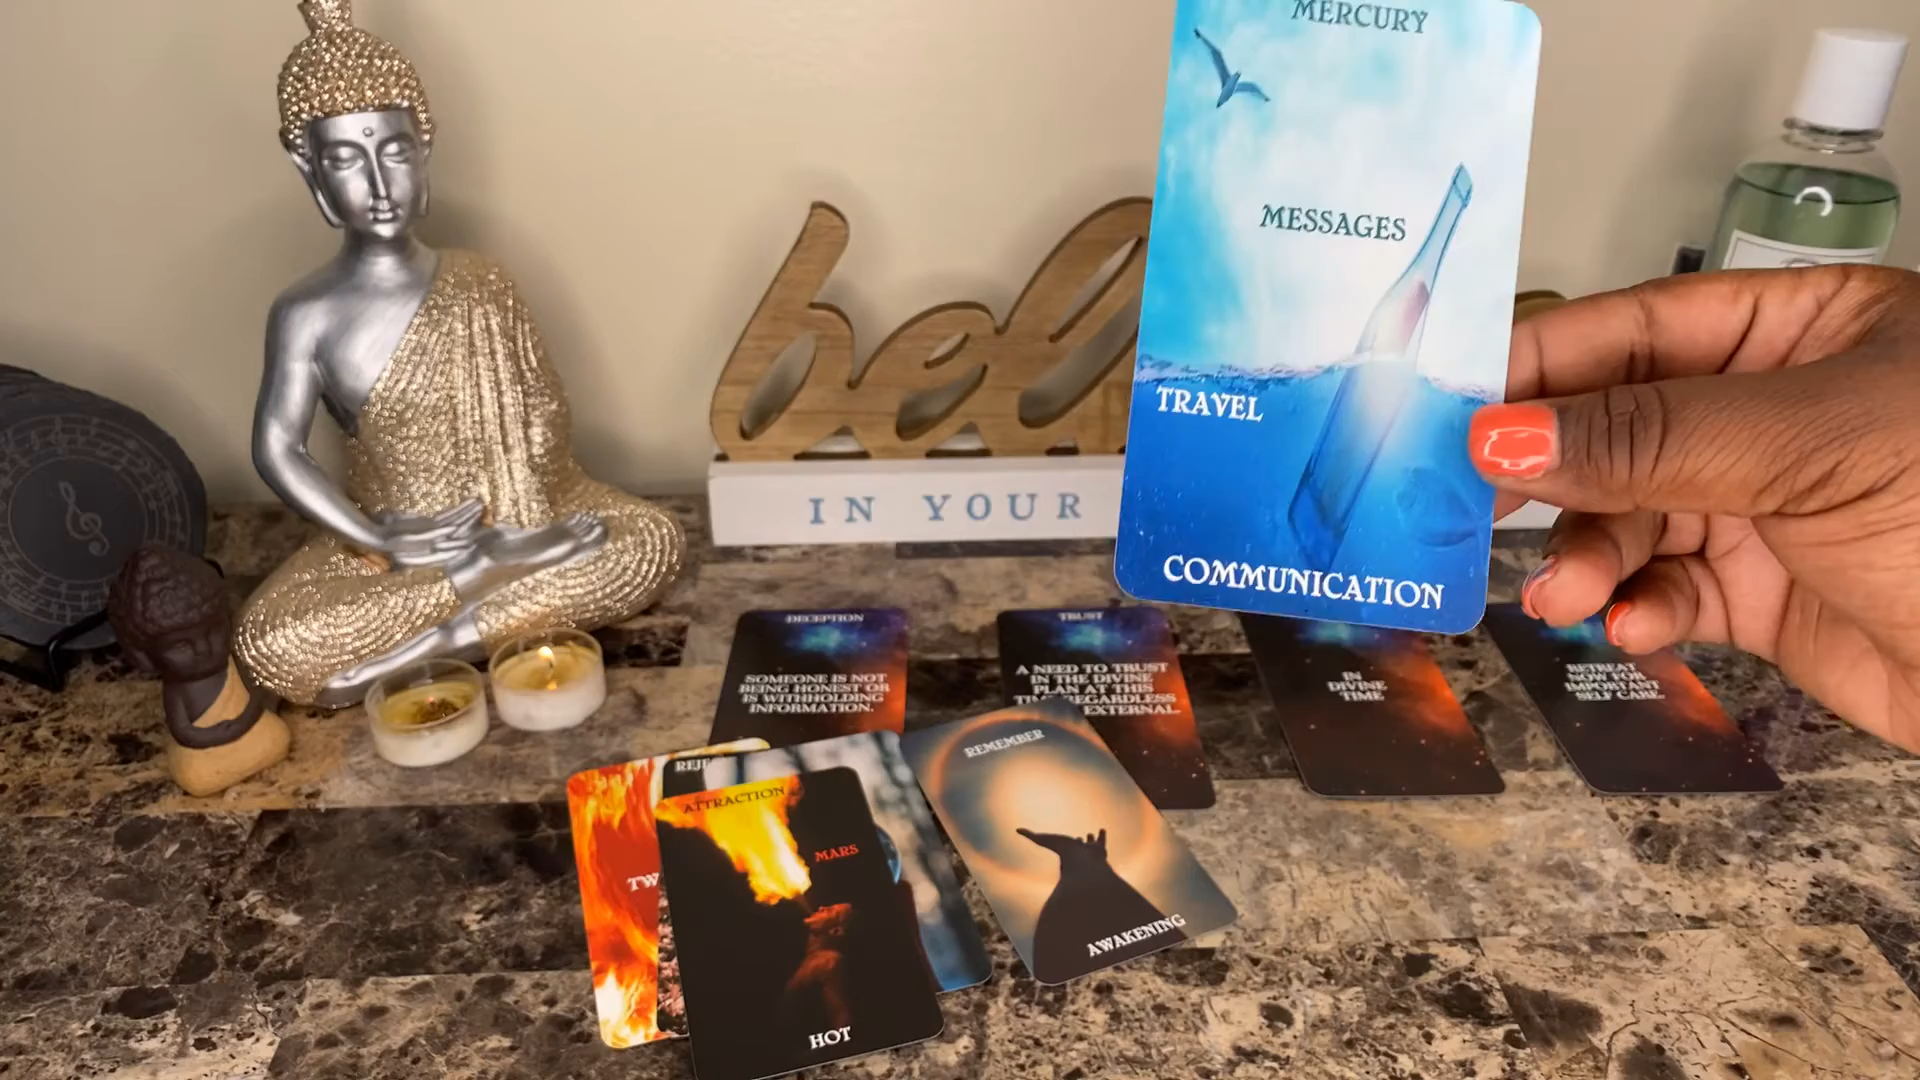 MERCURY
MESSAGES
TRAVEL
COMMUNICATION
IN YOUR
DECEPTION
SOMEONE IS NOT
BEING HONEST OR
IS WITHHOLDING
INFORMATION.
TRUST
A NEED TO TRUST
IN THE DIVINE
PLAN AT THIS
EXTERNAL.
IN
DIVINE
TIME
RETREAT
NOW FOR
IMPORTANT
SELF CARE.
REMEMBER
AWAKENING
ATTRACTION
MARS
HOT